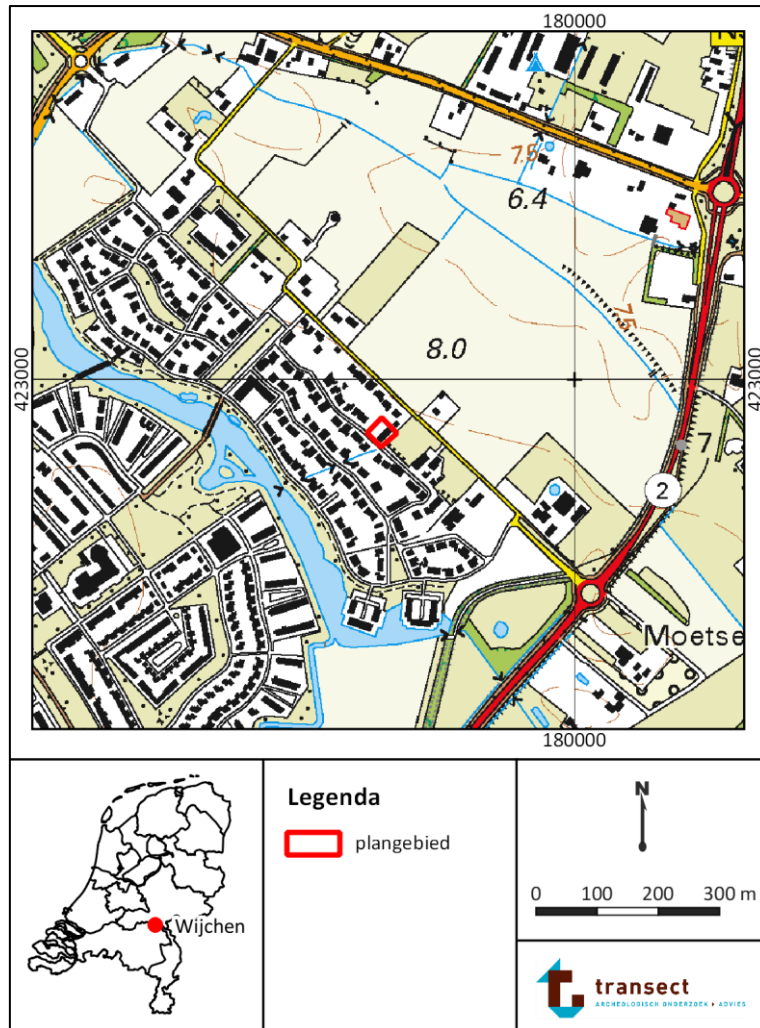 180000
N
7.5
6.4
7.5
8.0
423000
423000
7
2
Moetse
180000
Wijchen
Legenda
plangebied
N
0 100 200 300 m
transect
ARCHEOLOGISCH ONDERZOEK & ADVIES